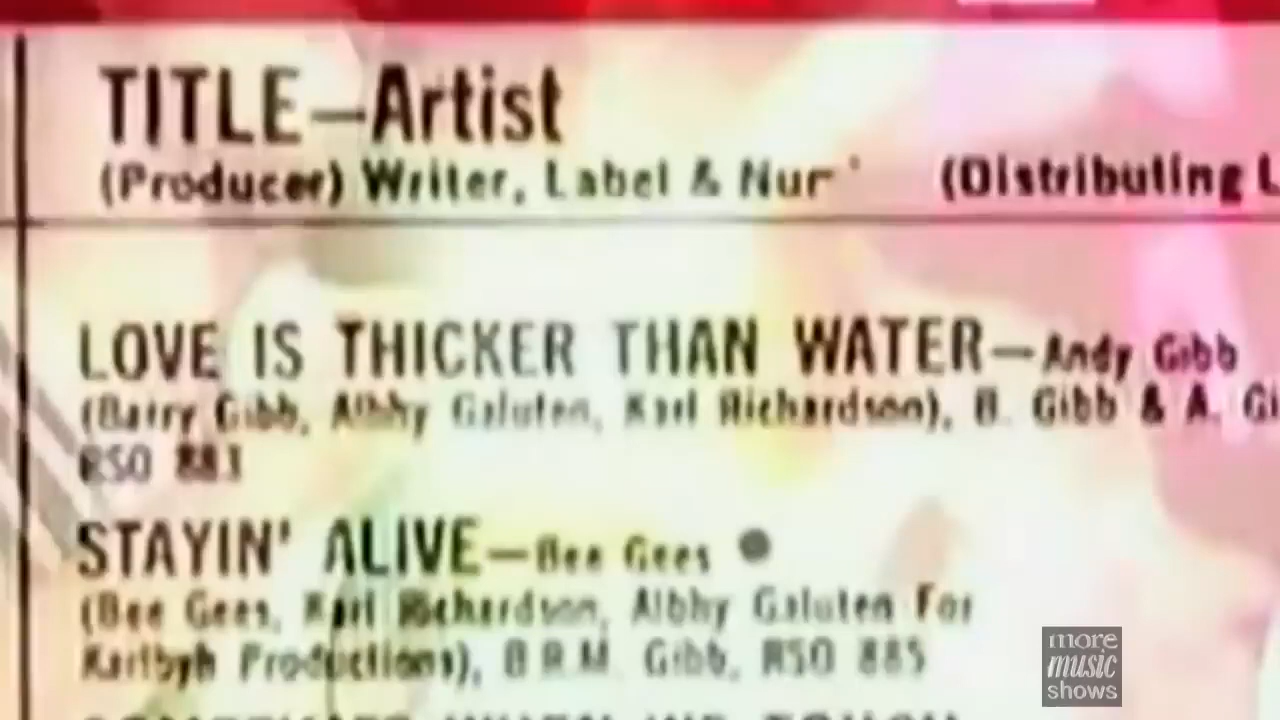 TITLE—Artist
(Producer) Writer, Label & Nu (Distributing L
LOVE IS THICKER THAN WATER—Andy Gibb
(Barry Gibb, Albhy Galuten, Karl Richardson), B. Gibb & A. Gi
RSO 883
STAYIN' ALIVE—Bee Gees ●
(Bee Gees, Karl Richardson, Albhy Galuten For
Karlbyh Productions), B.R.M. Gibb, RSO 885
more
music
shows